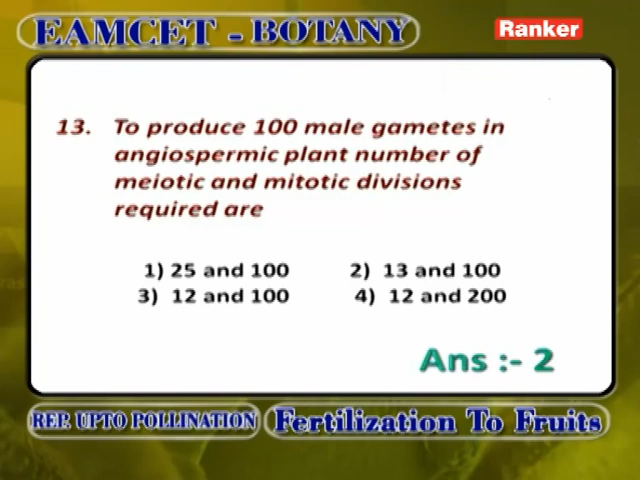 EAMCET - BOTANY
Ranker
13. To produce 100 male gametes in
angiospermic plant number of
meiotic and mitotic divisions
required are
1) 25 and 100 2) 13 and 100
3) 12 and 100 4) 12 and 200
Ans :- 2
REP. UPTO POLLINATION Fertilization To Fruits